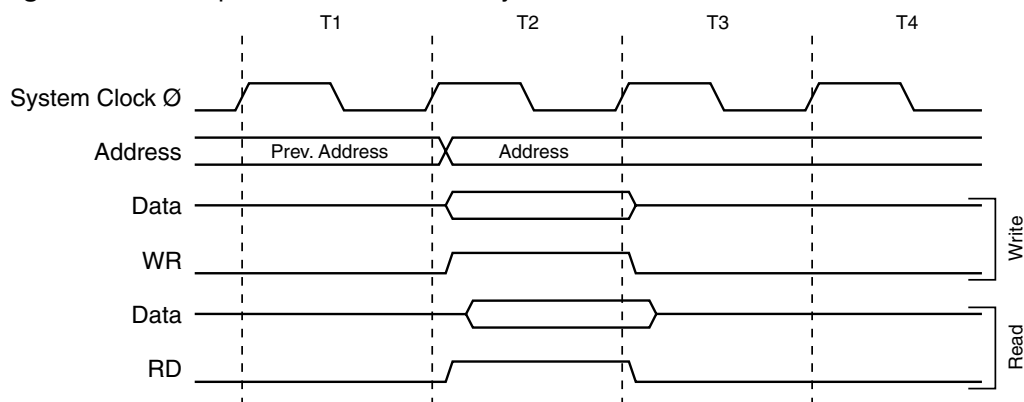 T1 T2 T3 T4
System Clock Ø
Address Prev. Address Address
Data
WR
Write
Data
RD
Read